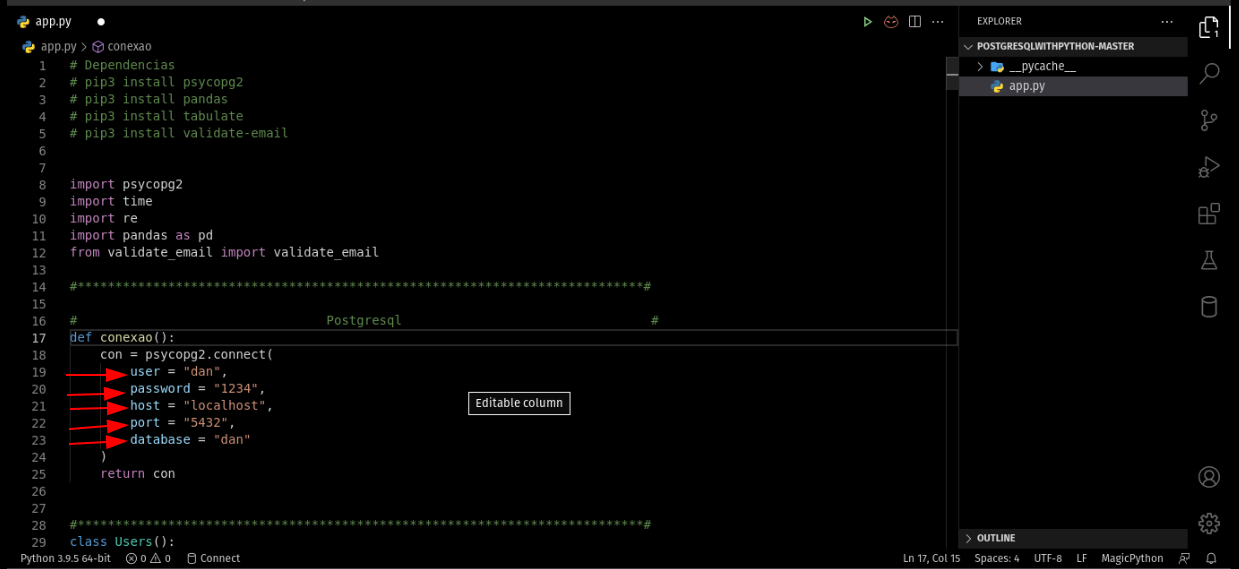 app.py
EXPLORER
app.py > conexao
POSTGRESQLWITHPYTHON-MASTER
__pycache__
app.py
1
1 # Dependencias
2 # pip3 install psycopg2
3 # pip3 install pandas
4 # pip3 install tabulate
5 # pip3 install validate-email
6
7
8 import psycopg2
9 import time
10 import re
11 import pandas as pd
12 from validate_email import validate_email
13
14 #***************************************************************************#
15
16 # Postgresql #
17 def conexao():
18 con = psycopg2.connect(
19 user = "dan",
20 password = "1234",
21 host = "localhost",
22 port = "5432",
23 database = "dan"
24 )
25 return con
26
27
28 #***************************************************************************#
29 class Users():
Editable column
OUTLINE
Python 3.9.5 64-bit 0 0 Connect Ln 17, Col 15 Spaces: 4 UTF-8 LF MagicPython